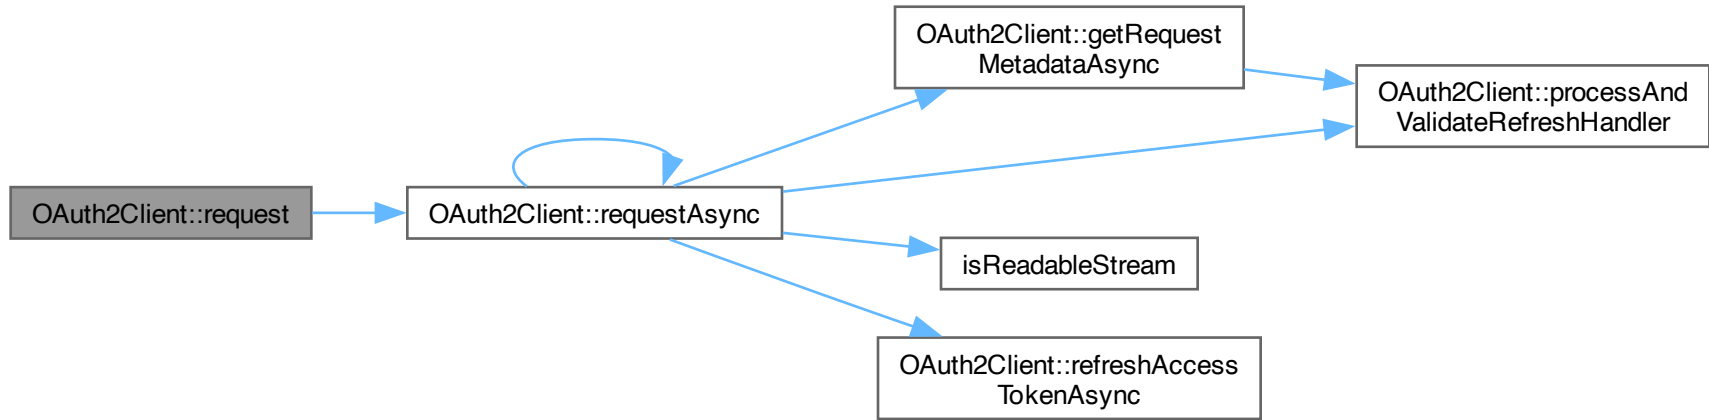 OAuth2Client::request
OAuth2Client::requestAsync
OAuth2Client::getRequest
MetadataAsync
OAuth2Client::processAnd
ValidateRefreshHandler
isReadableStream
OAuth2Client::refreshAccess
TokenAsync